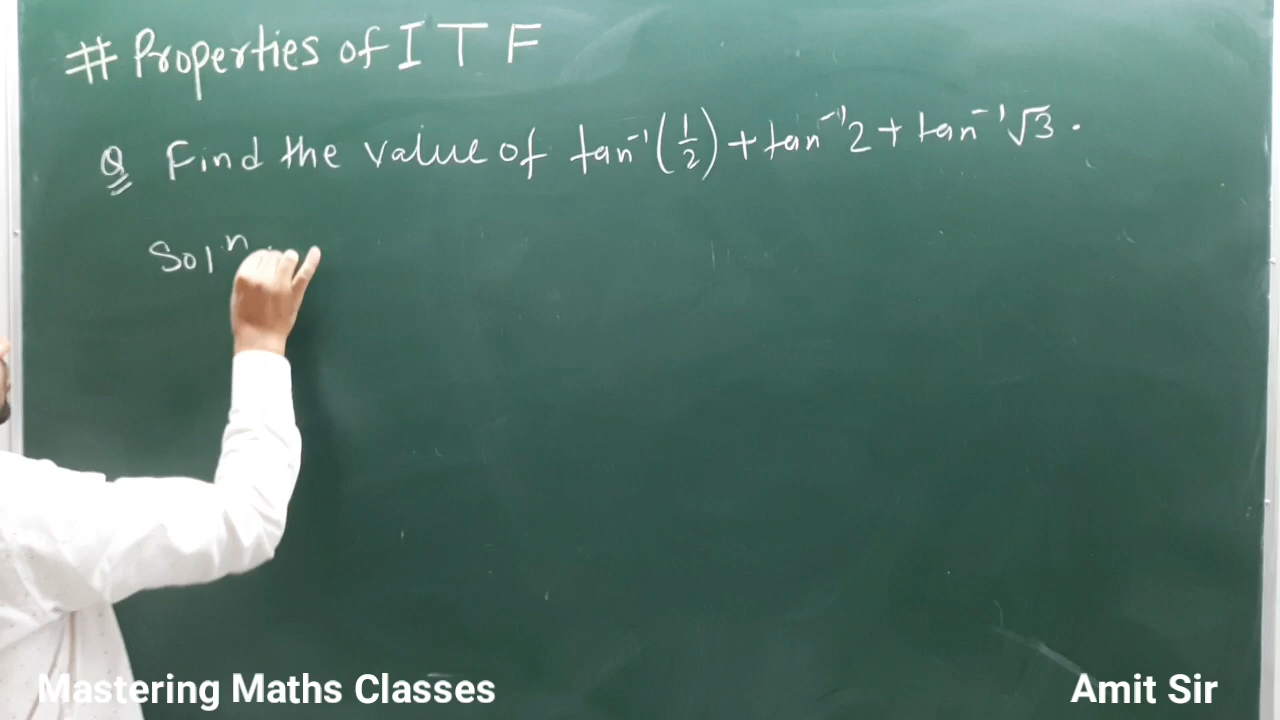 # Properties of I T F
Q Find the value of tan⁻¹(1/2) + tan⁻¹2 + tan⁻¹√3.
Solⁿ
Mastering Maths Classes
Amit Sir